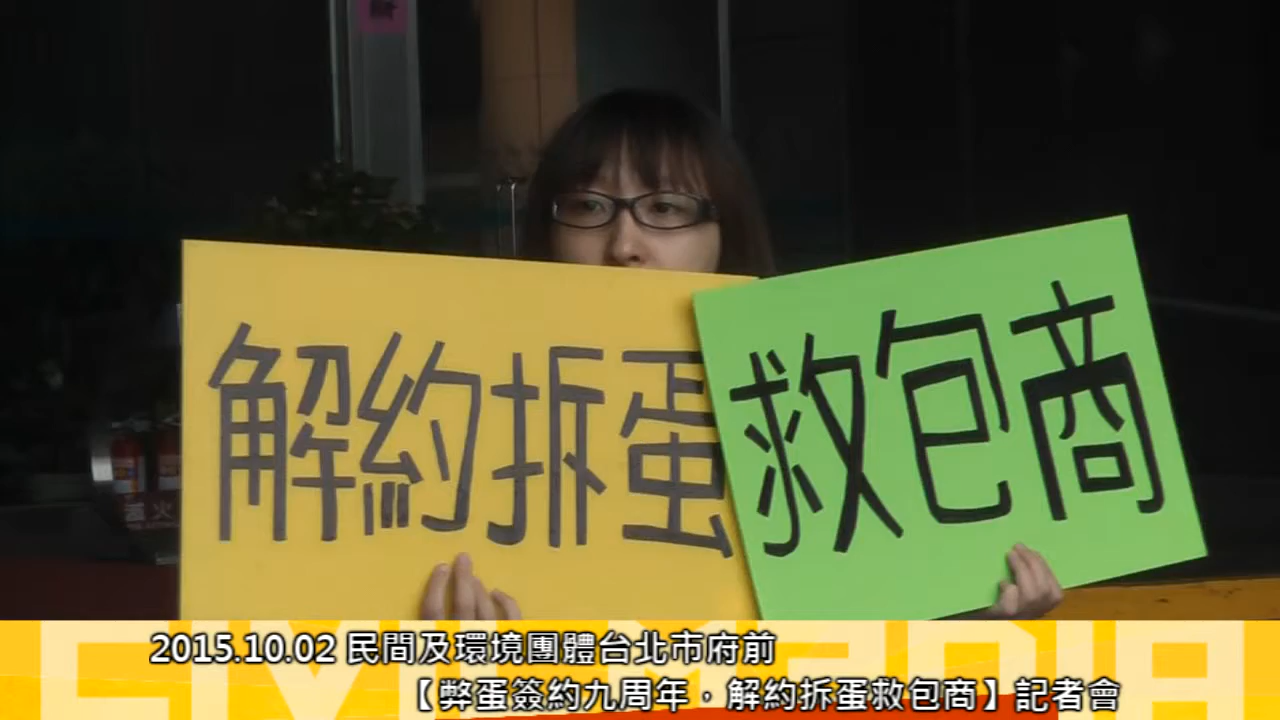 解約拆蛋
救包商
滅火
2015.10.02 民間及環境團體台北市府前
【弊蛋簽約九周年，解約拆蛋救包商】記者會